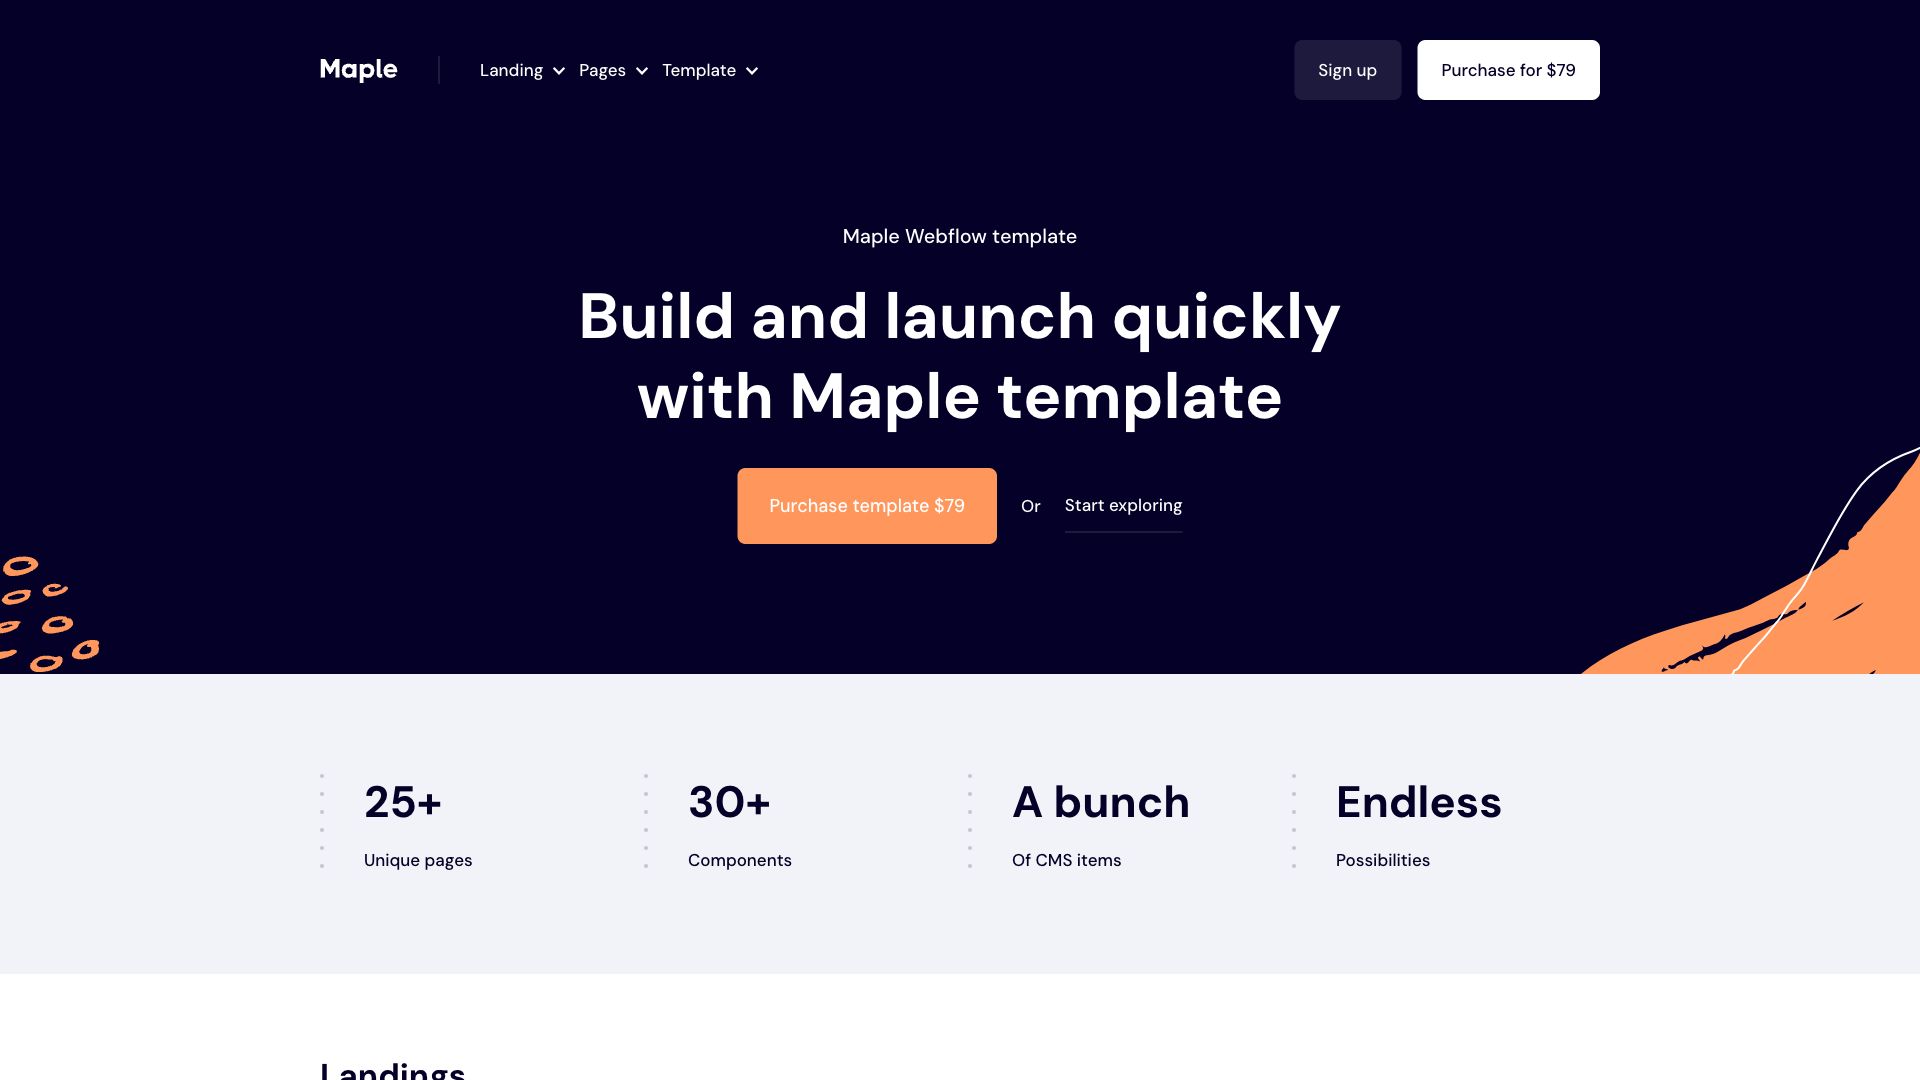 Maple
Landing
Pages
Template
Sign up
Purchase for $79
Maple Webflow template
Build and launch quickly
with Maple template
Purchase template $79
Or
Start exploring
25+
Unique pages
30+
Components
A bunch
Of CMS items
Endless
Possibilities
Landings